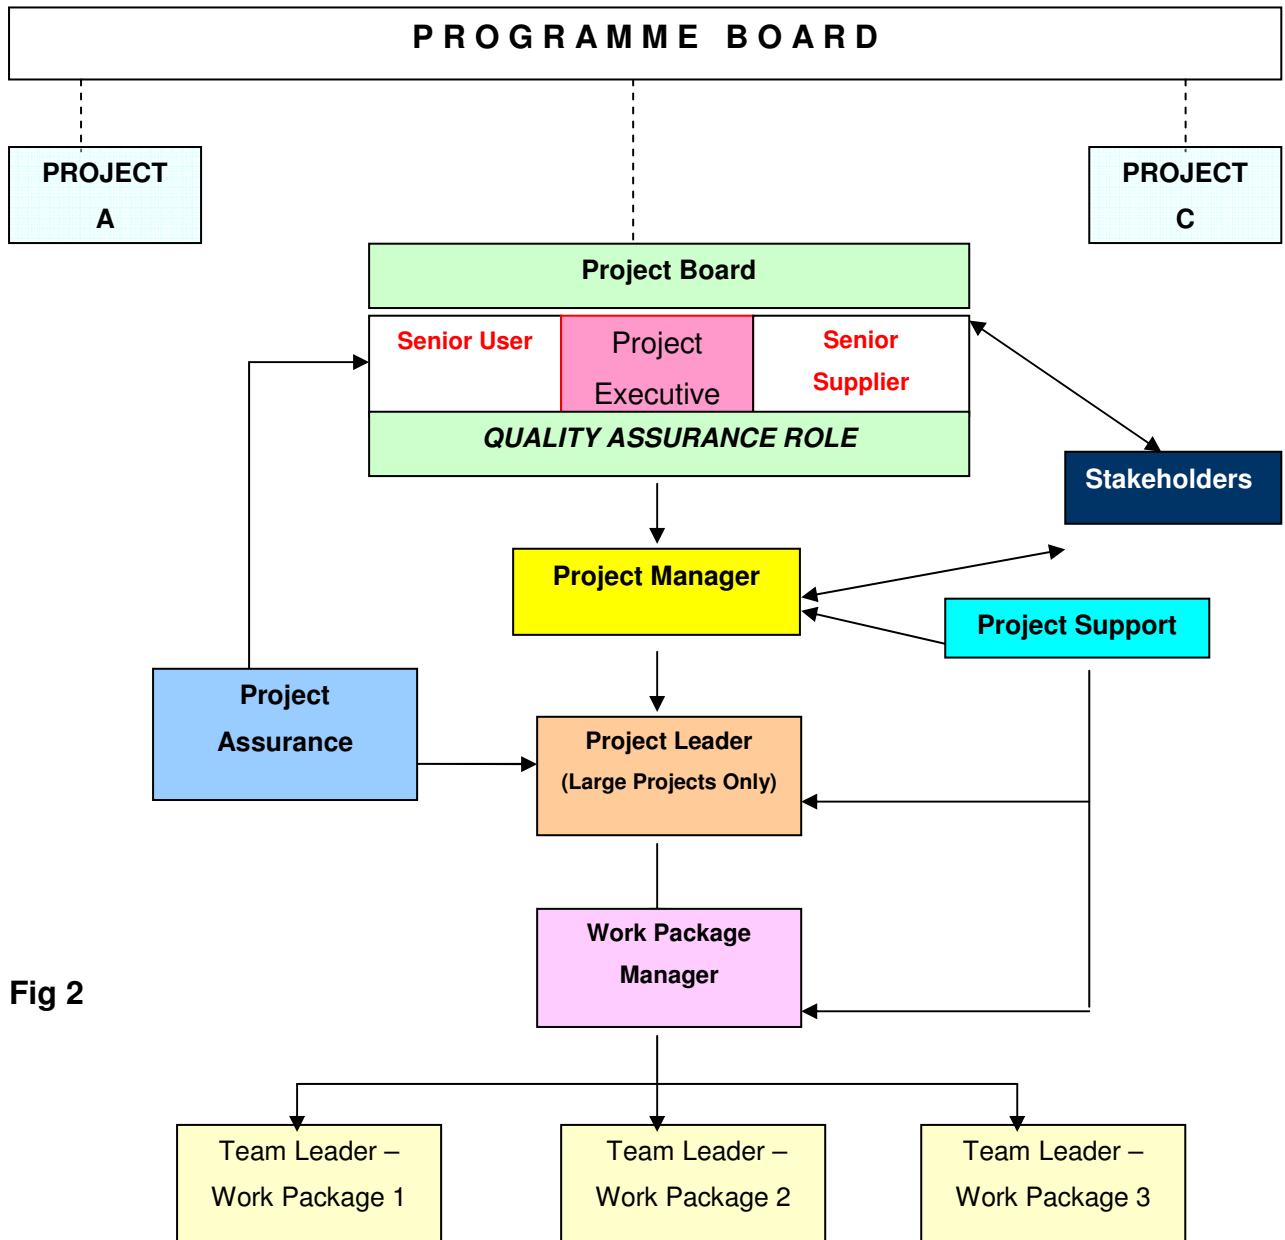 PROGRAMME BOARD
PROJECT
A
PROJECT
C
Project Board
Senior User
Project
Executive
Senior
Supplier
QUALITY ASSURANCE ROLE
Stakeholders
Project Manager
Project Support
Project
Assurance
Project Leader
(Large Projects Only)
Work Package
Manager
Fig 2
Team Leader –
Work Package 1
Team Leader –
Work Package 2
Team Leader –
Work Package 3